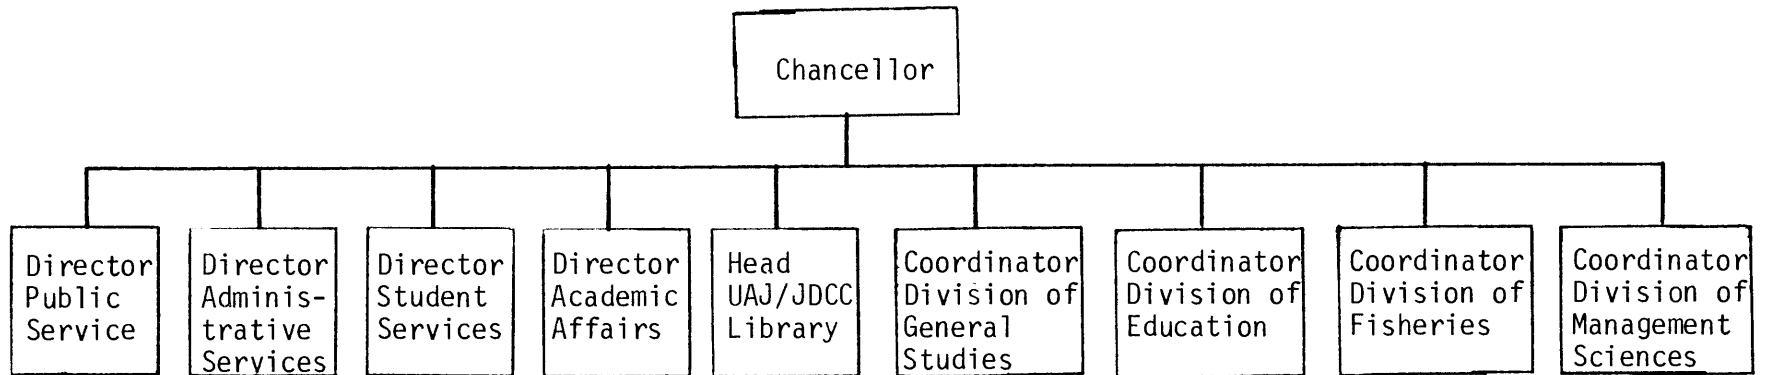 Chancellor
Director
Public
Service
Director
Adminis-
trative
Services
Director
Student
Services
Director
Academic
Affairs
Head
UAJ/JDCC
Library
Coordinator
Division of
General
Studies
Coordinator
Division of
Education
Coordinator
Division of
Fisheries
Coordinator
Division of
Management
Sciences